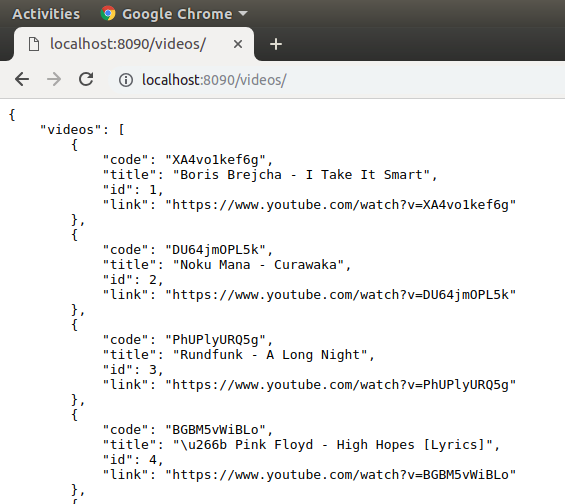 Activities Google Chrome
localhost:8090/videos/
localhost:8090/videos/
{
    "videos": [
        {
            "code": "XA4vo1kef6g",
            "title": "Boris Brejcha - I Take It Smart",
            "id": 1,
            "link": "https://www.youtube.com/watch?v=XA4vo1kef6g"
        },
        {
            "code": "DU64jmOPL5k",
            "title": "Noku Mana - Curawaka",
            "id": 2,
            "link": "https://www.youtube.com/watch?v=DU64jmOPL5k"
        },
        {
            "code": "PhUPlyURQ5g",
            "title": "Rundfunk - A Long Night",
            "id": 3,
            "link": "https://www.youtube.com/watch?v=PhUPlyURQ5g"
        },
        {
            "code": "BGBM5vWiBLo",
            "title": "\u266b Pink Floyd - High Hopes [Lyrics]",
            "id": 4,
            "link": "https://www.youtube.com/watch?v=BGBM5vWiBLo"
        },
        {